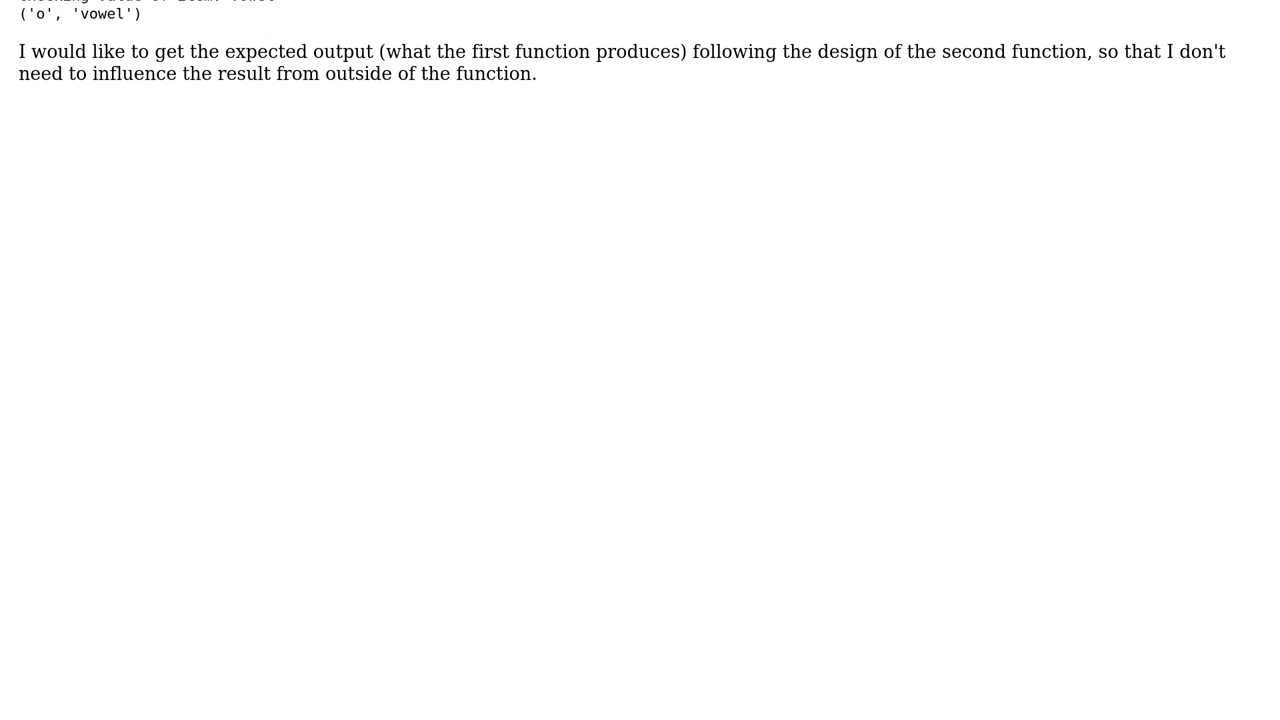 ('o', 'vowel')
I would like to get the expected output (what the first function produces) following the design of the second function, so that I don't
need to influence the result from outside of the function.